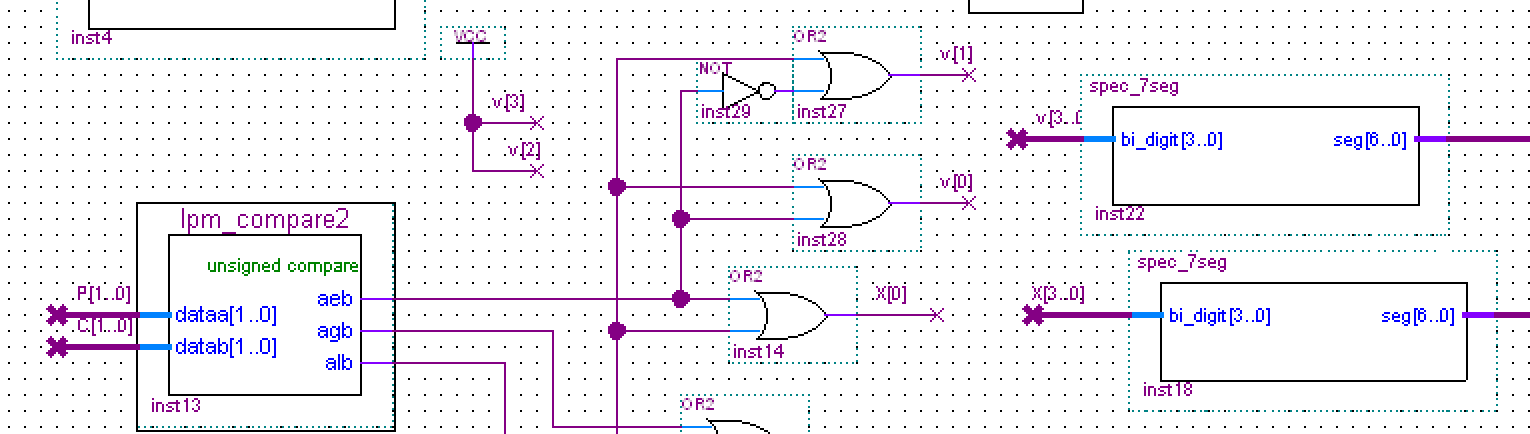 inst4
VCC
v[3]
v[2]
OR2
NOT
inst29
inst27
v[1]
OR2
inst28
v[0]
spec_7seg
v[3..
bi_digit[3..0]
seg[6..0]
inst22
lpm_compare2
unsigned compare
P[1..0]
C[1..0]
dataa[1..0]
datab[1..0]
aeb
agb
alb
inst13
OR2
inst14
X[0]
spec_7seg
X[3..0]
bi_digit[3..0]
seg[6..0]
inst18
OR2